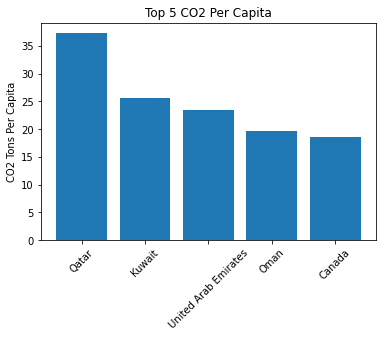 Top 5 CO2 Per Capita
CO2 Tons Per Capita
35
30
25
20
15
10
5
0
Qatar
Kuwait
United Arab Emirates
Oman
Canada